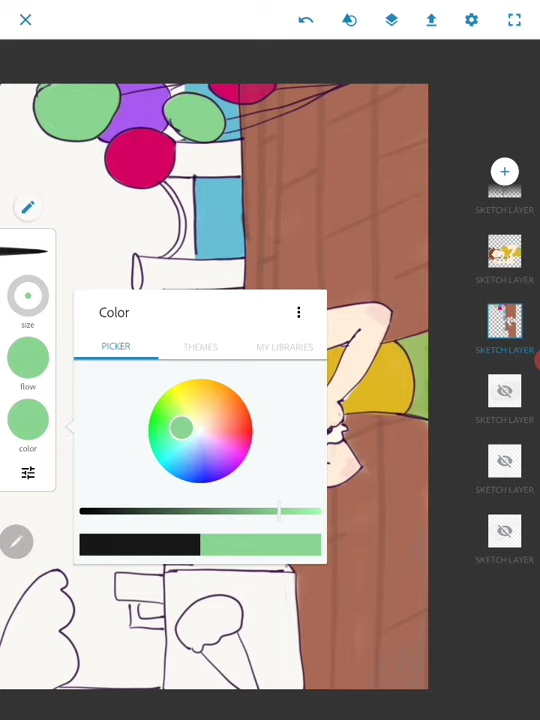 SKETCH LAYER
SKETCH LAYER
SKETCH LAYER
SKETCH LAYER
SKETCH LAYER
SKETCH LAYER
size
flow
color
Color
PICKER THEMES MY LIBRARIES